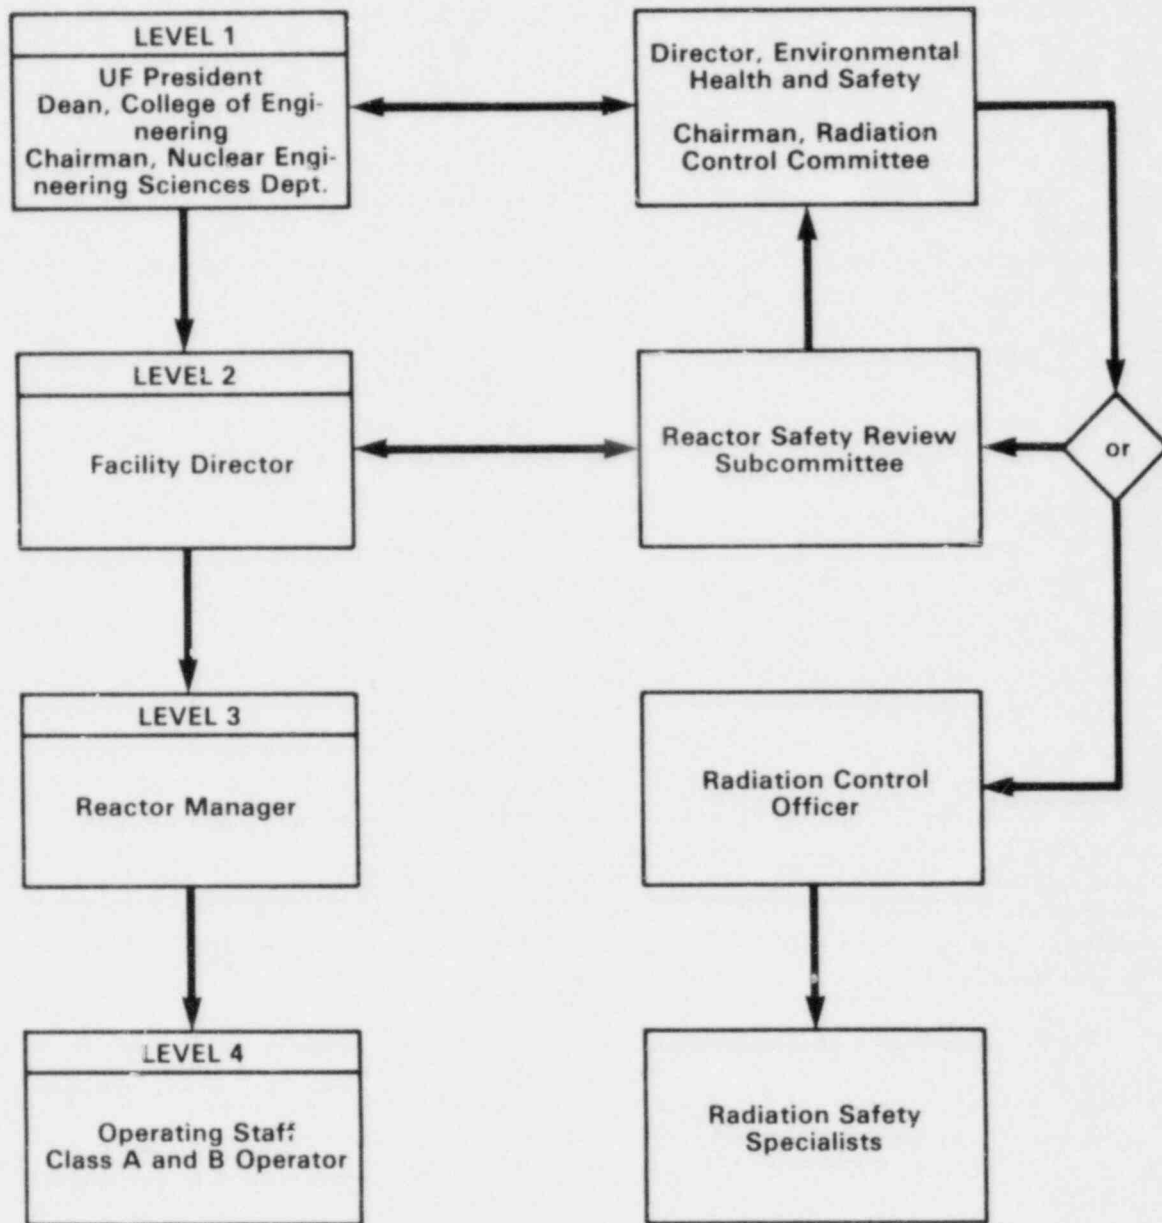 LEVEL 1
UF President
Dean, College of Engi-
neering
Chairman, Nuclear Engi-
neering Sciences Dept.
Director, Environmental
Health and Safety
Chairman, Radiation
Control Committee
LEVEL 2
Facility Director
Reactor Safety Review
Subcommittee
or
LEVEL 3
Reactor Manager
Radiation Control
Officer
LEVEL 4
Operating Staff
Class A and B Operator
Radiation Safety
Specialists